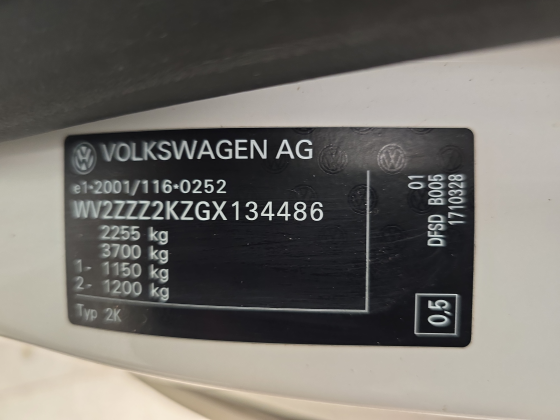 VOLKSWAGEN AG
e1*2001/116*0252
WV2ZZZ2KZGX134486
2255 kg
3700 kg
1- 1150 kg
2- 1200 kg
Typ 2K
01
DFSD B005
1710328
0,5